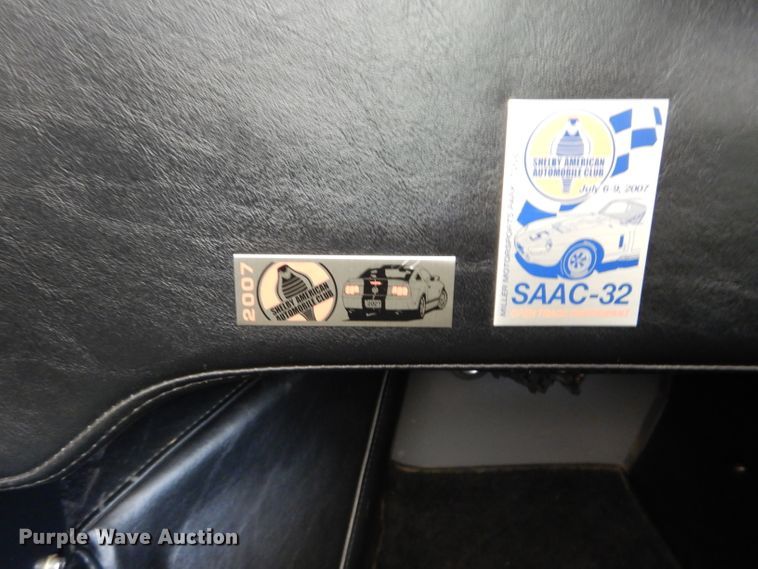 2007
SHELBY AMERICAN
AUTOMOBILE CLUB
SHELBY AMERICAN
AUTOMOBILE CLUB
July 6-9, 2007
MILLER MOTORSPORTS PARK
SAAC-32
Purple Wave Auction